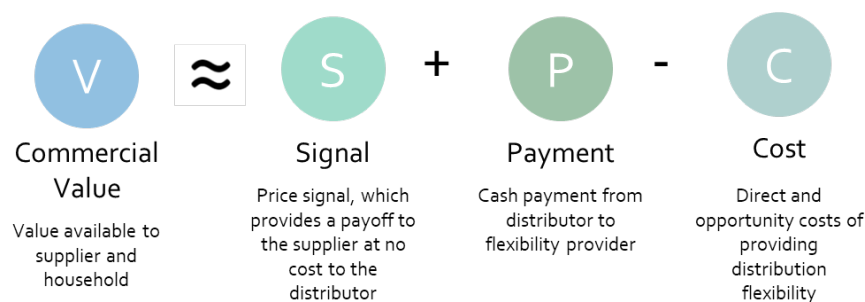 V ≈ S + P - C
Commercial
Value
Value available to
supplier and
household
Signal
Price signal, which
provides a payoff to
the supplier at no
cost to the
distributor
Payment
Cash payment from
distributor to
flexibility provider
Cost
Direct and
opportunity costs of
providing
distribution
flexibility